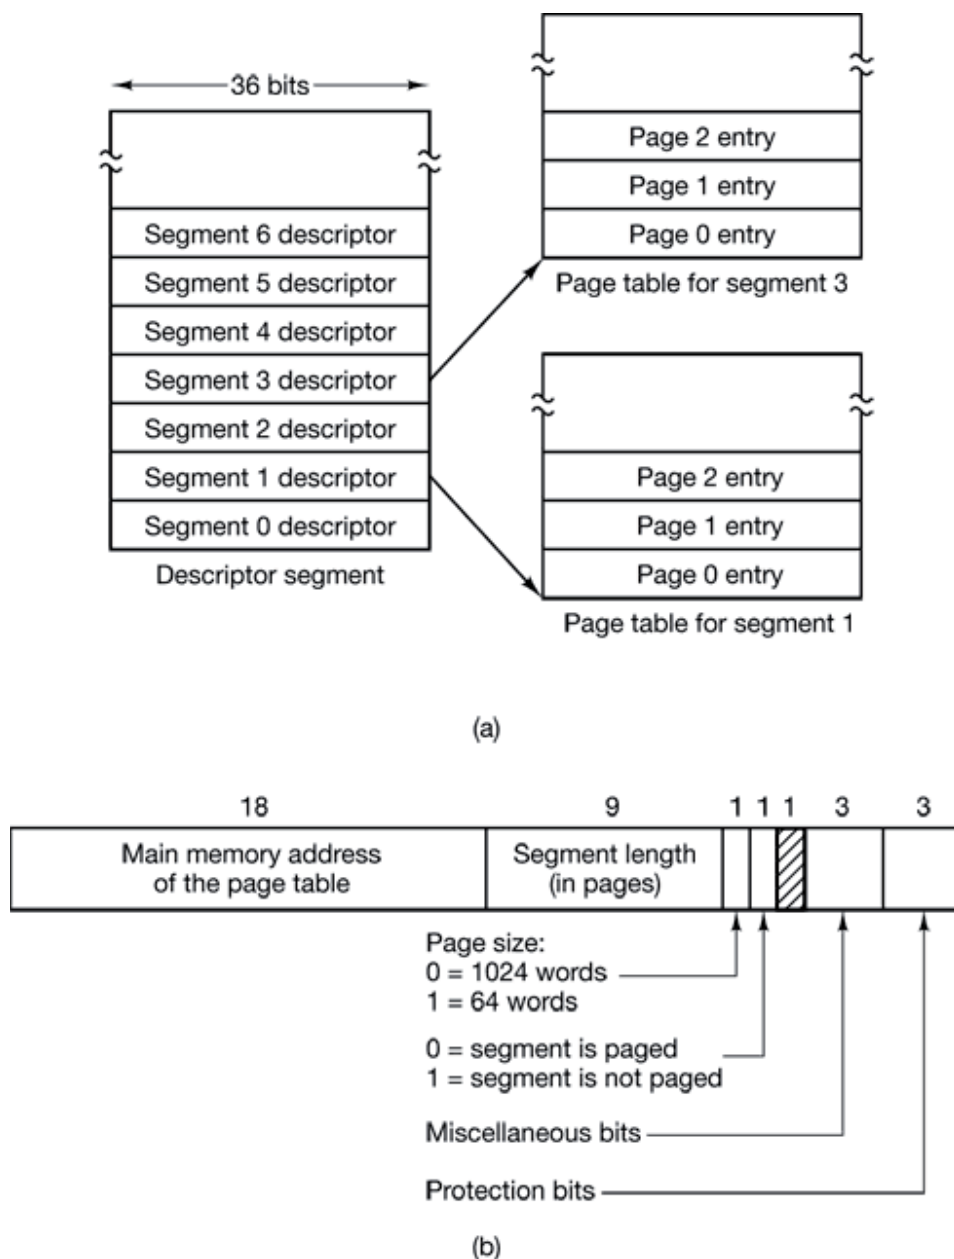 36 bits
Segment 6 descriptor
Segment 5 descriptor
Segment 4 descriptor
Segment 3 descriptor
Segment 2 descriptor
Segment 1 descriptor
Segment 0 descriptor
Descriptor segment
Page 2 entry
Page 1 entry
Page 0 entry
Page table for segment 3
Page 2 entry
Page 1 entry
Page 0 entry
Page table for segment 1
(a)
18 9 1 1 1 3 3
Main memory address
of the page table
Segment length
(in pages)
Page size:
0 = 1024 words
1 = 64 words
0 = segment is paged
1 = segment is not paged
Miscellaneous bits
Protection bits
(b)